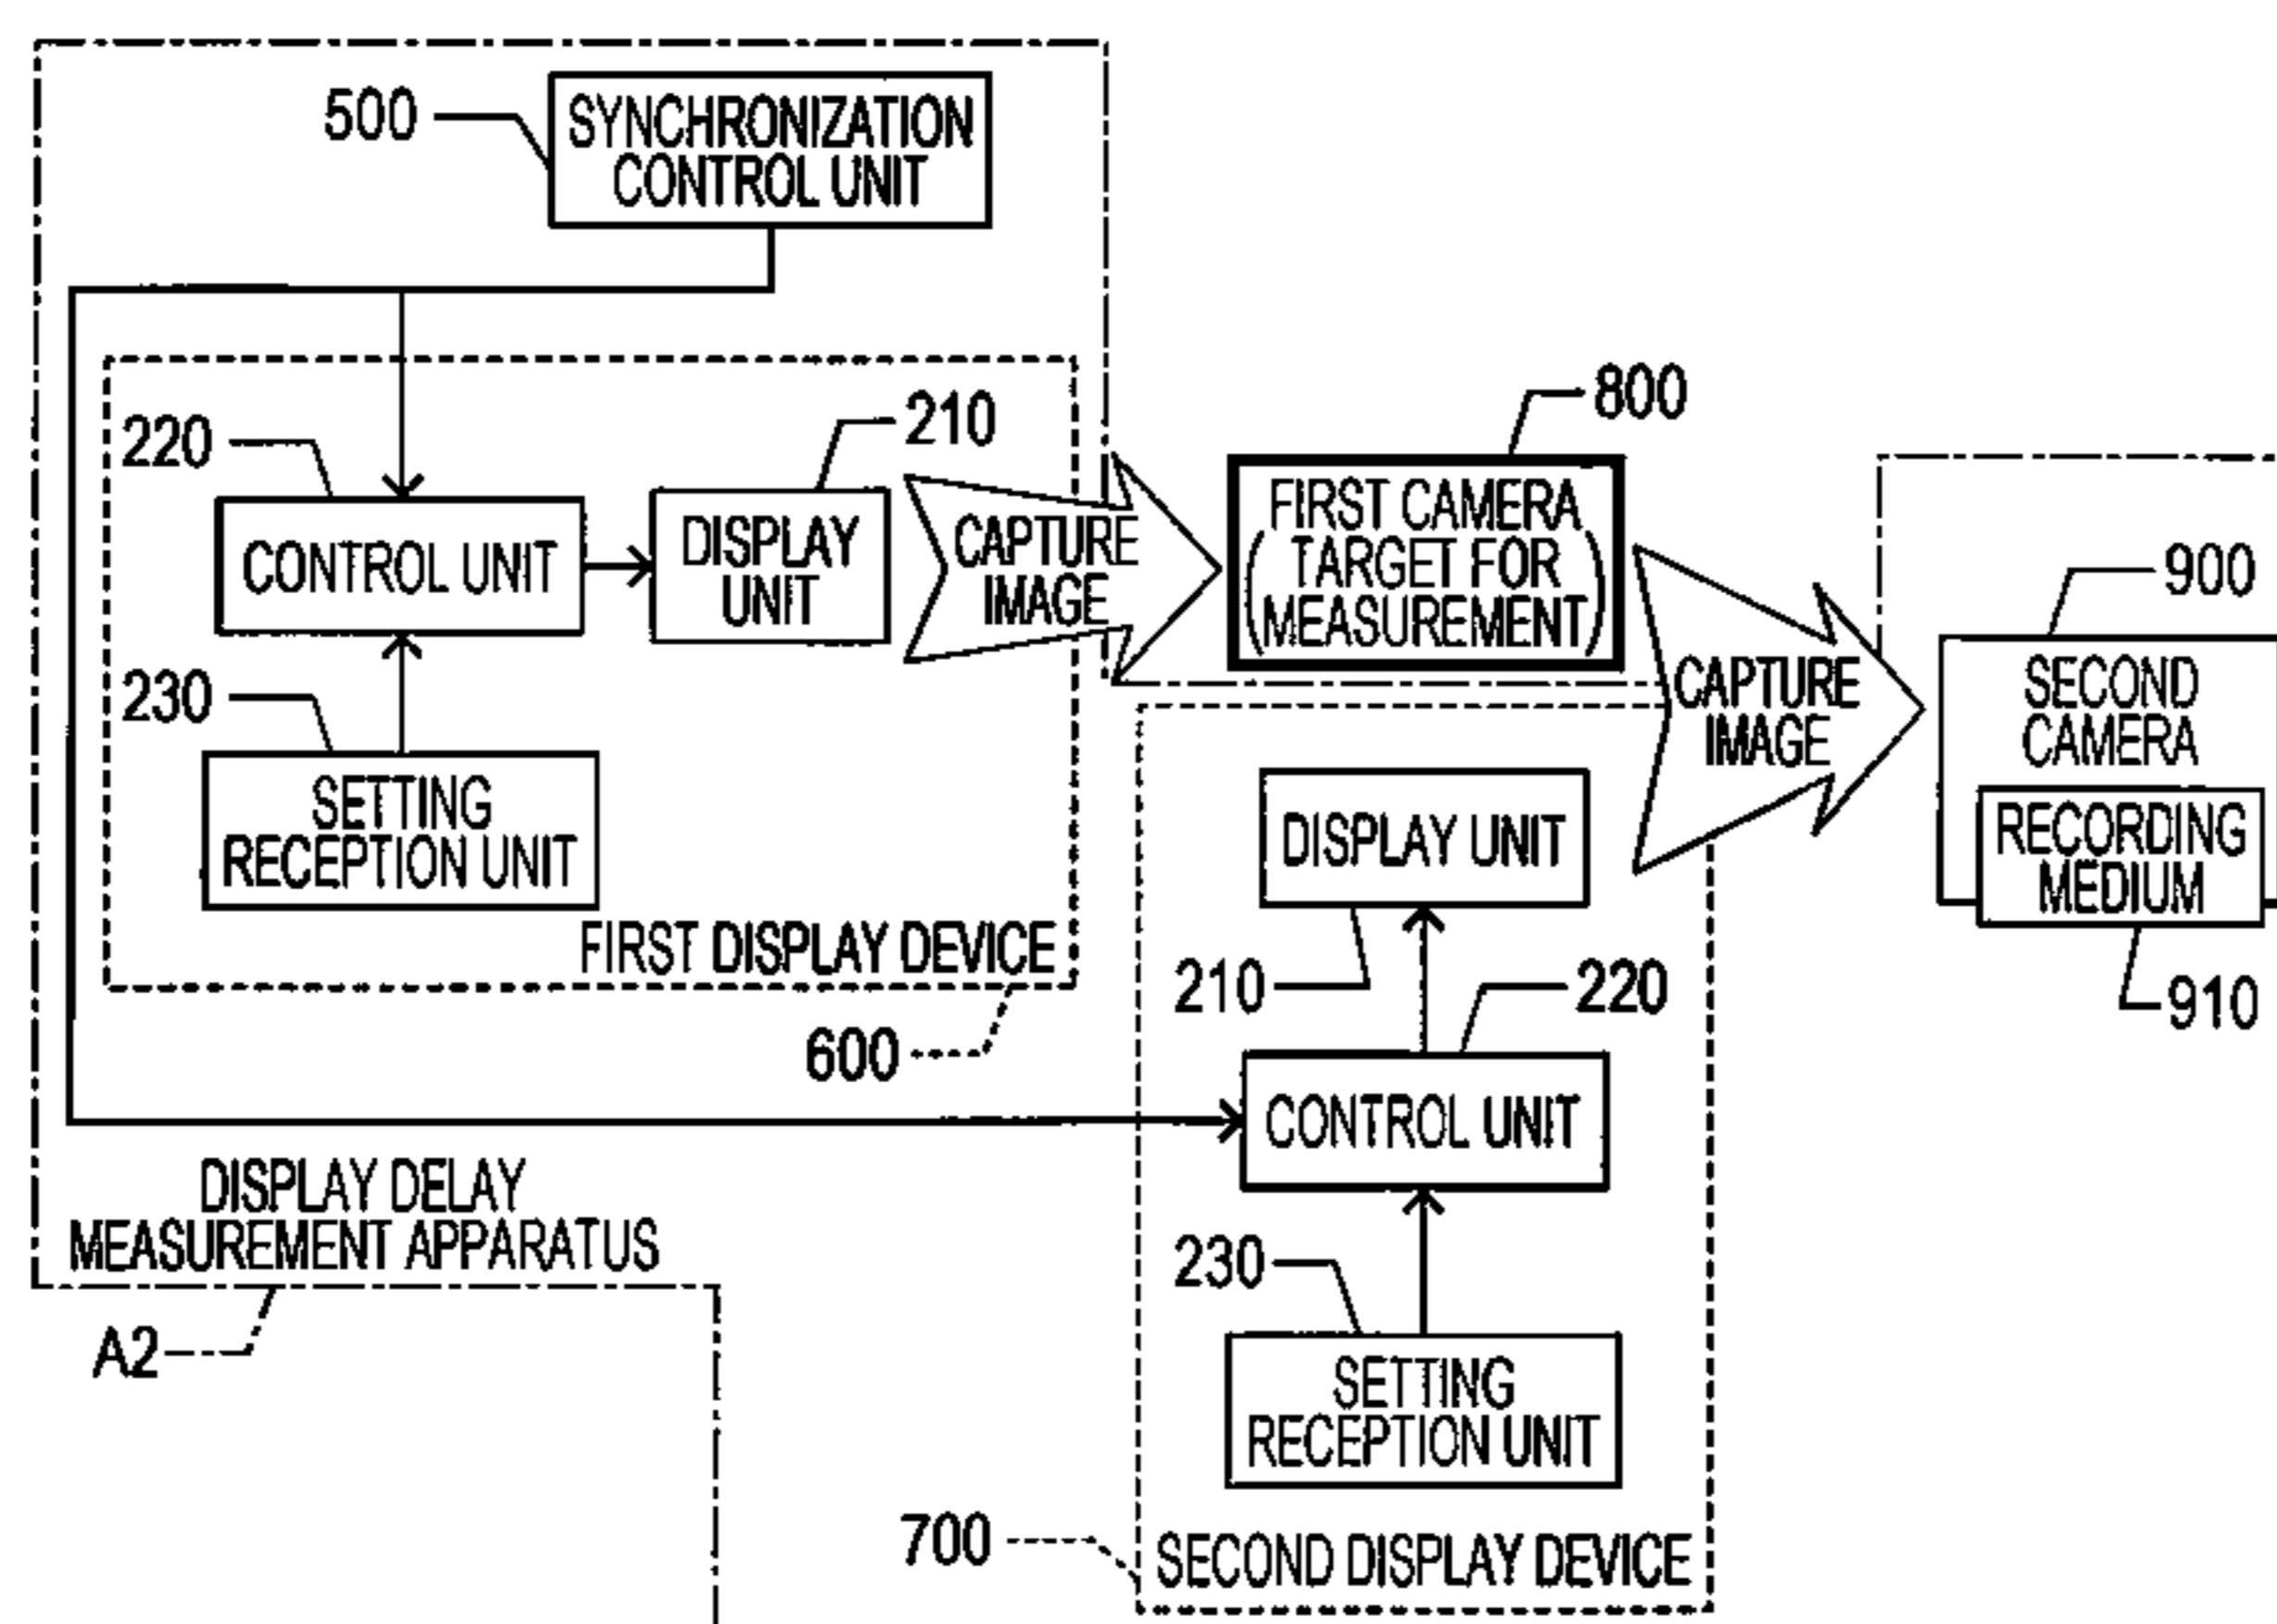 500
SYNCHRONIZATION
CONTROL UNIT
220
CONTROL UNIT
210
DISPLAY
UNIT
230
SETTING
RECEPTION UNIT
FIRST DISPLAY DEVICE
600
CAPTURE
IMAGE
800
FIRST CAMERA
(TARGET FOR
MEASUREMENT)
CAPTURE
IMAGE
900
SECOND
CAMERA
RECORDING
MEDIUM
910
DISPLAY UNIT
210
220
CONTROL UNIT
230
SETTING
RECEPTION UNIT
700
SECOND DISPLAY DEVICE
DISPLAY DELAY
MEASUREMENT APPARATUS
A2